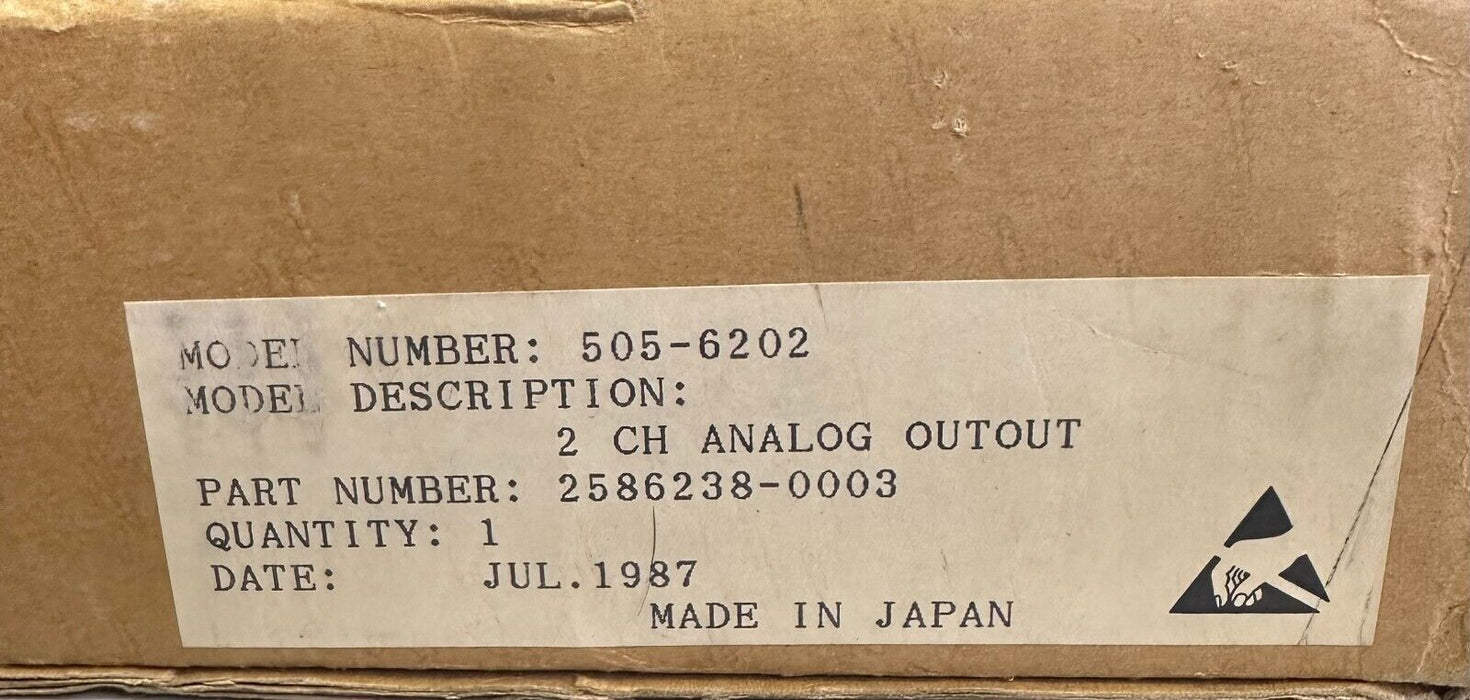 MODEL NUMBER: 505-6202
MODEL DESCRIPTION:
2 CH ANALOG OUTOUT
PART NUMBER: 2586238-0003
QUANTITY: 1
DATE: JUL.1987
MADE IN JAPAN